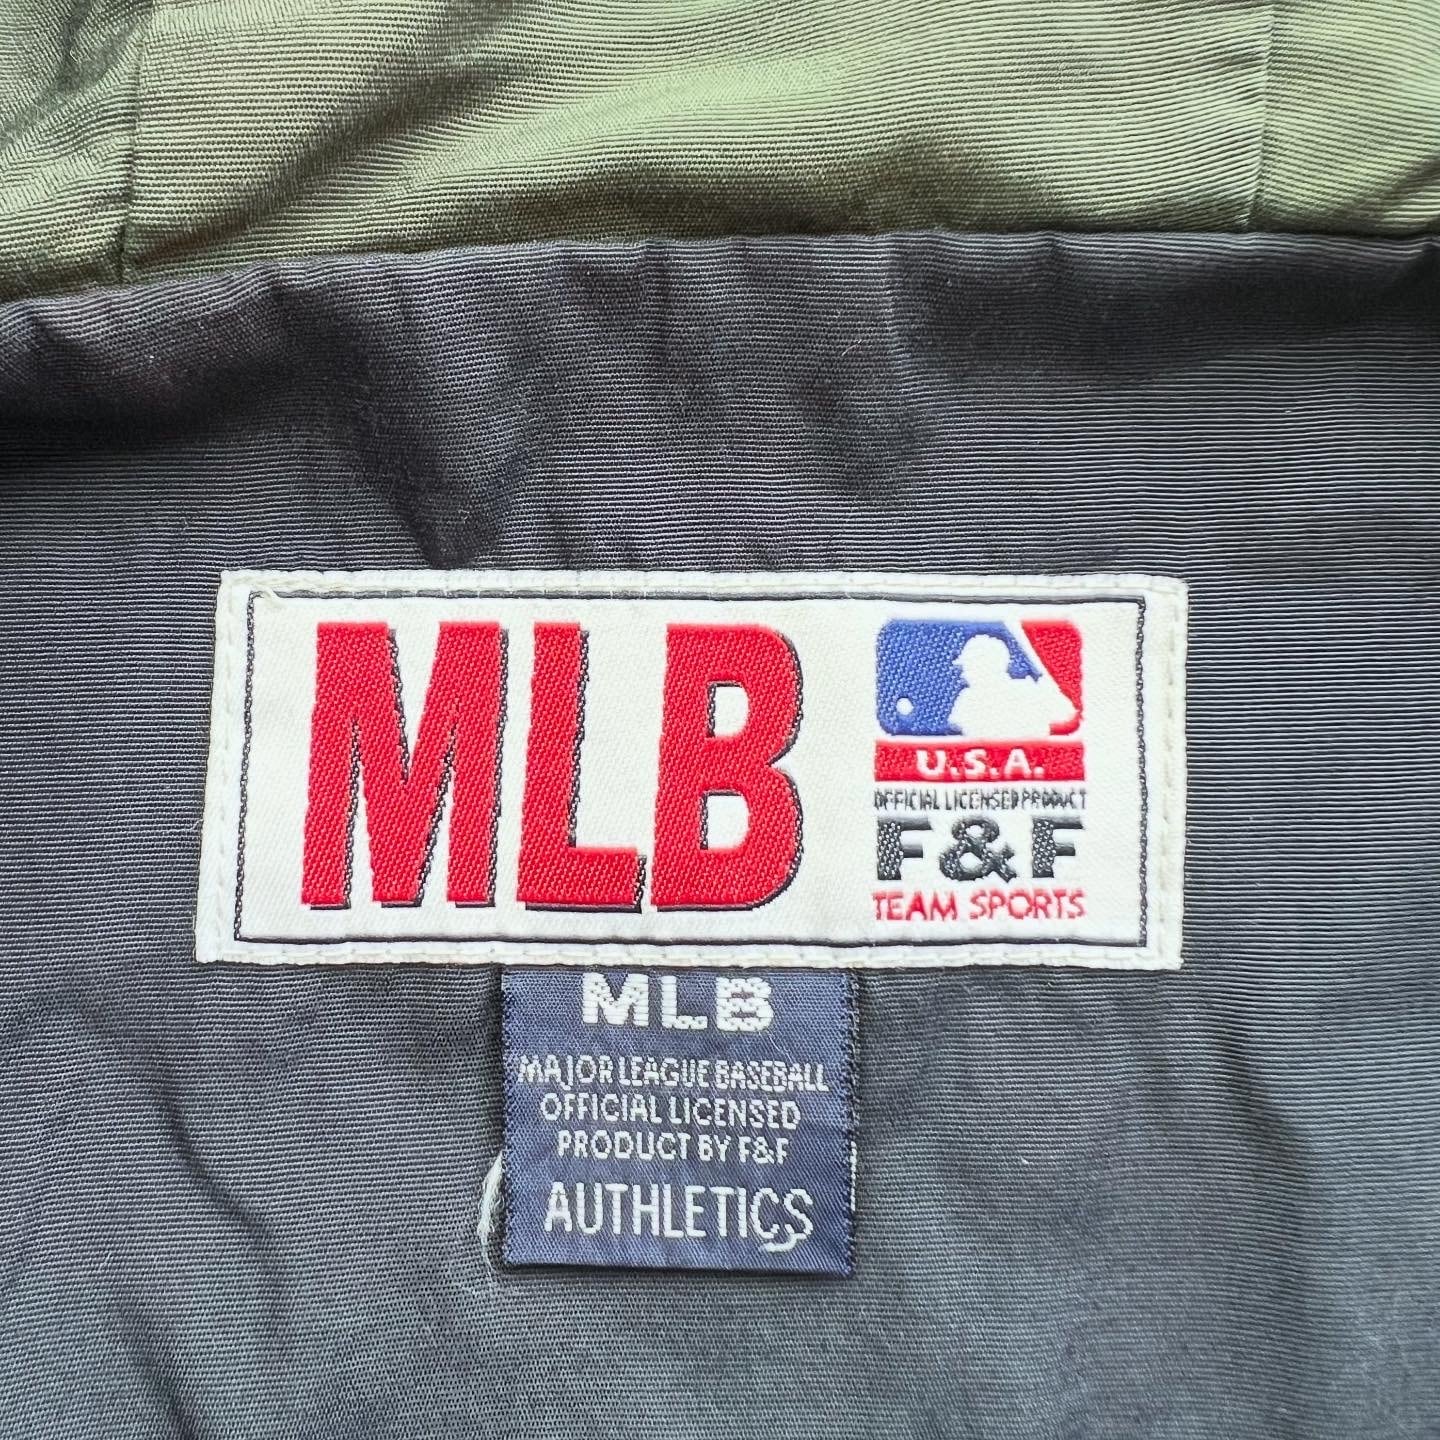 MLB
U.S.A.
OFFICIAL LICENSED PRODUCT
F&F
TEAM SPORTS
MLB
MAJOR LEAGUE BASEBALL
OFFICIAL LICENSED
PRODUCT BY F&F
AUTHLETICS